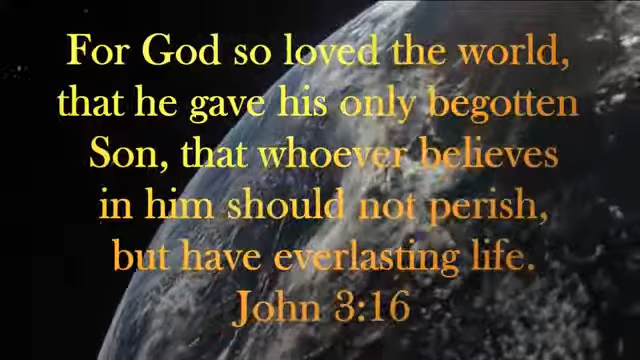 For God so loved the world,
that he gave his only begotten
Son, that whoever believes
in him should not perish,
but have everlasting life.
John 3:16